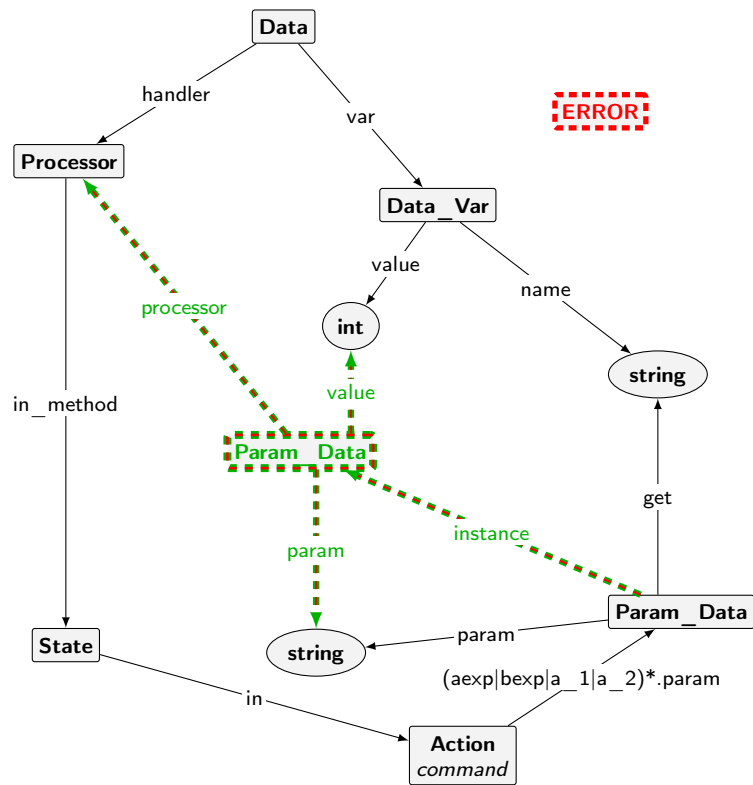 Data
handler
var
ERROR
Processor
Data_Var
value
name
processor
int
string
value
in_method
Param_Data
get
instance
param
Param_Data
State
string
param
(aexp|bexp|a_1|a_2)*.param
in
Action
command